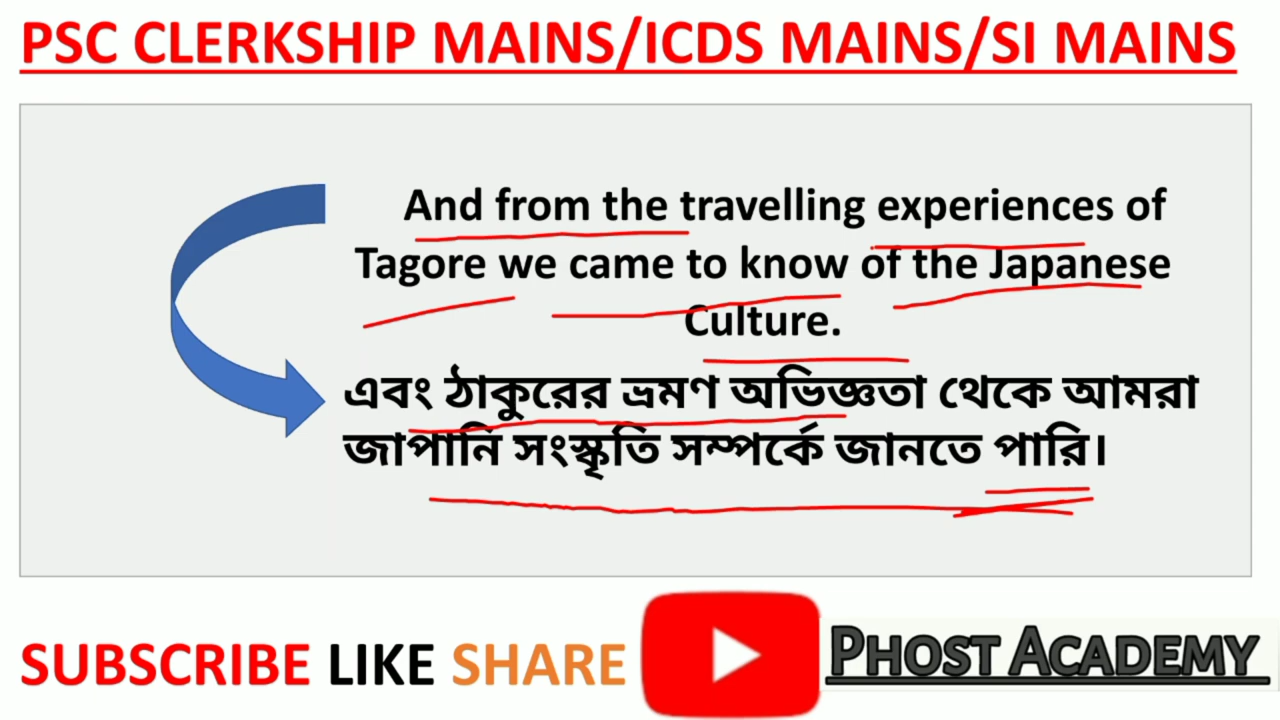 PSC CLERKSHIP MAINS/ICDS MAINS/SI MAINS
And from the travelling experiences of
Tagore we came to know of the Japanese
Culture.
এবং ঠাকুরের ভ্রমণ অভিজ্ঞতা থেকে আমরা
জাপানি সংস্কৃতি সম্পর্কে জানতে পারি।
SUBSCRIBE LIKE SHARE
PHOST ACADEMY